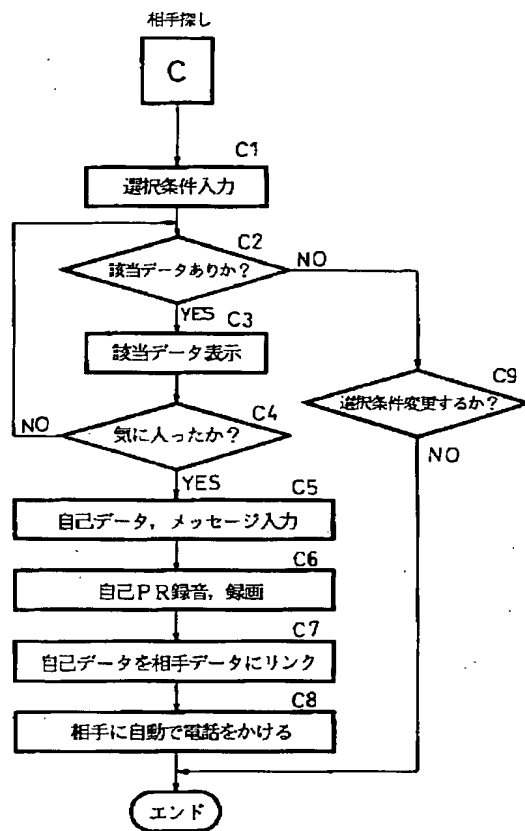 相手探し
C
C1
選択条件入力
C2
該当データありか?
NO
YES
C3
該当データ表示
C9
選択条件変更するか?
C4
気に入ったか?
NO
NO
YES
C5
自己データ,メッセージ入力
C6
自己PR録音,録画
C7
自己データを相手データにリンク
C8
相手に自動で電話をかける
エンド